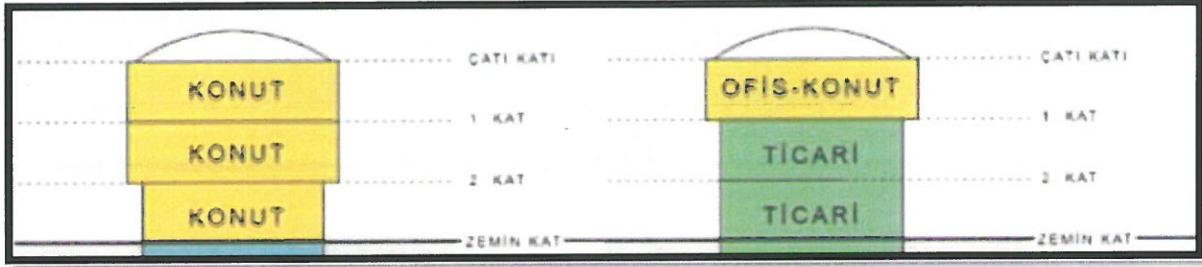 ÇATI KATI
ÇATI KATI
KONUT
OFİS-KONUT
1 KAT
1 KAT
KONUT
TİCARİ
2 KAT
2 KAT
KONUT
TİCARİ
ZEMİN KAT
ZEMİN KAT